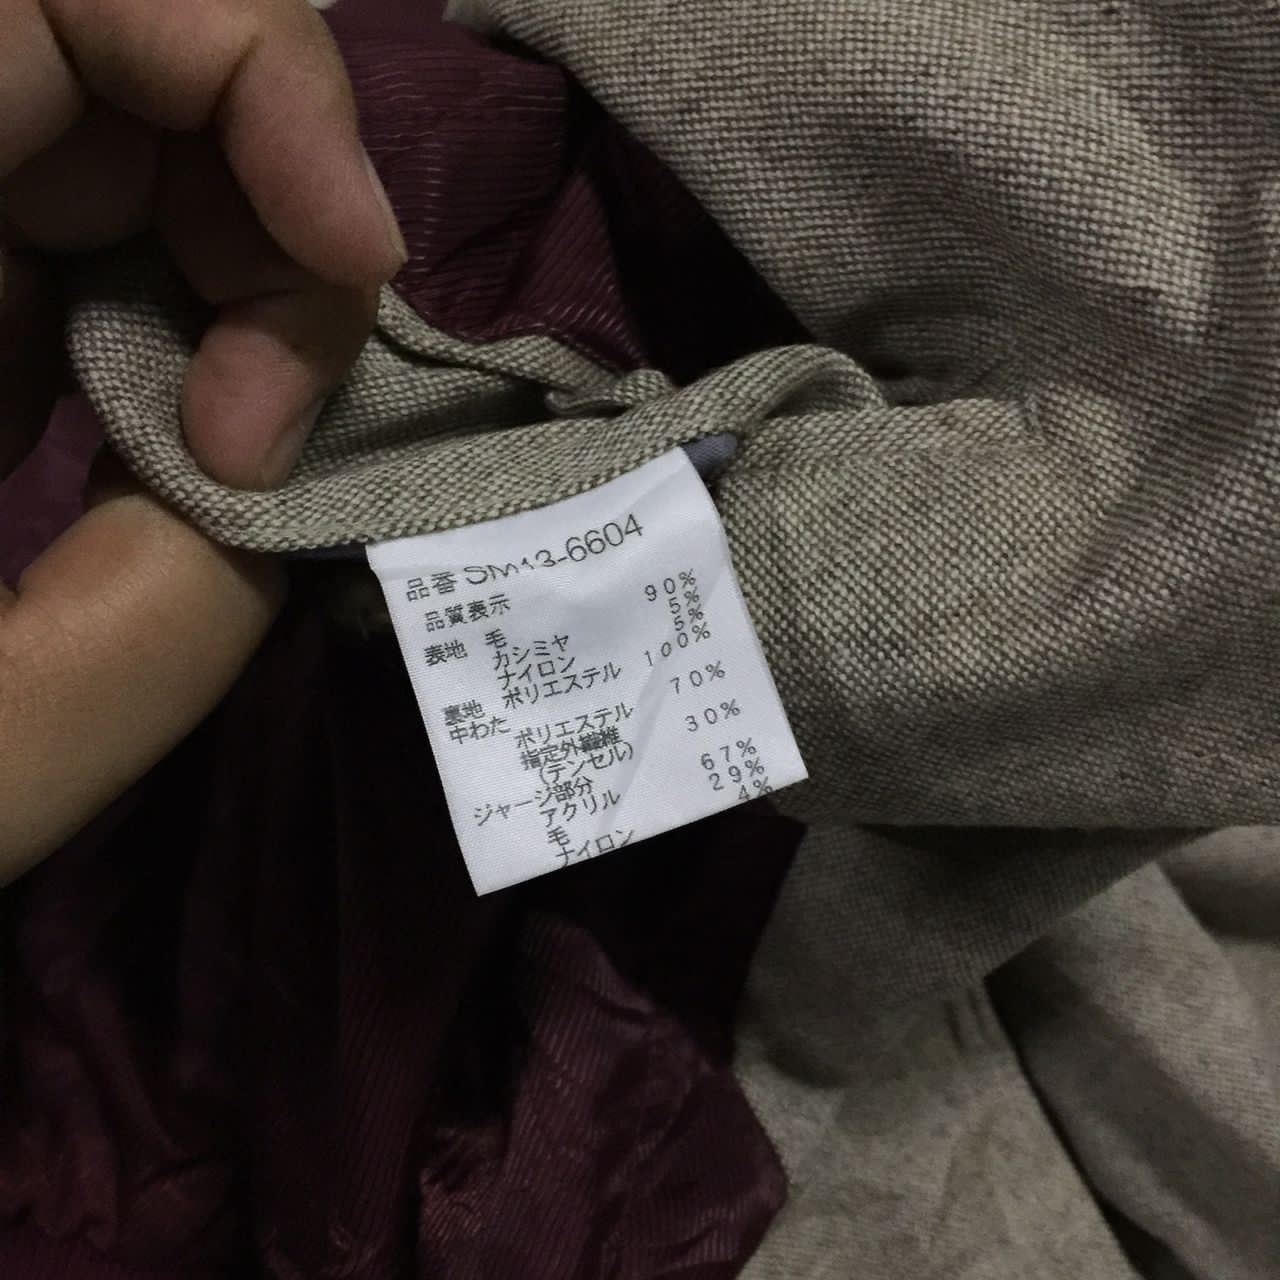 品番 SM13-6604
品質表示
表地 毛 90%
カシミヤ 5%
ナイロン 5%
裏地 ポリエステル 100%
中わた
ポリエステル 70%
指定外繊維
(テンセル) 30%
ジャージ部分
アクリル 67%
毛 29%
ナイロン 4%